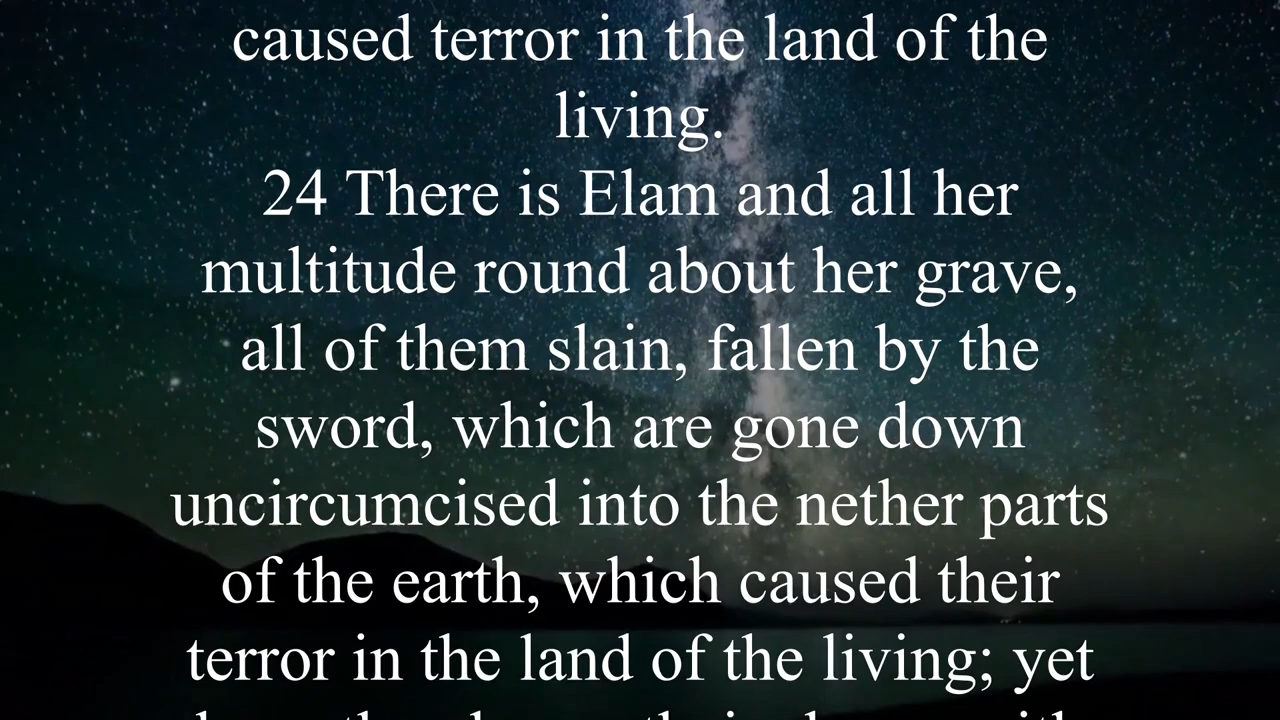 caused terror in the land of the
living.
24 There is Elam and all her
multitude round about her grave,
all of them slain, fallen by the
sword, which are gone down
uncircumcised into the nether parts
of the earth, which caused their
terror in the land of the living; yet